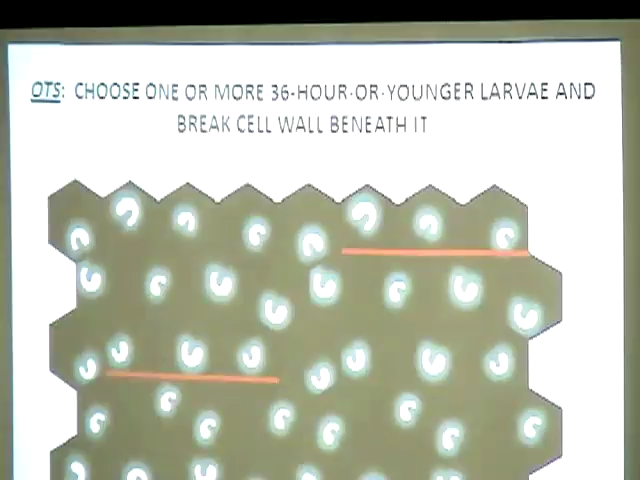 OTS: CHOOSE ONE OR MORE 36-HOUR-OR-YOUNGER LARVAE AND
BREAK CELL WALL BENEATH IT